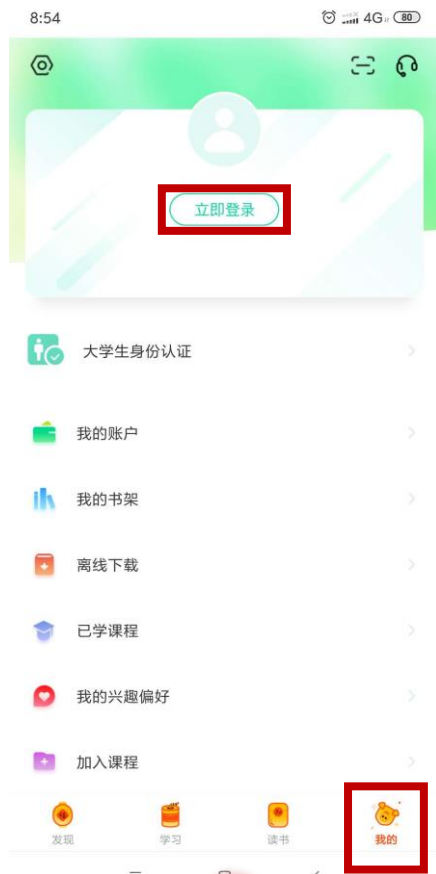 8:54 4G 80
立即登录
大学生身份认证
我的账户
我的书架
离线下载
已学课程
我的兴趣偏好
加入课程
发现 学习 读书 我的